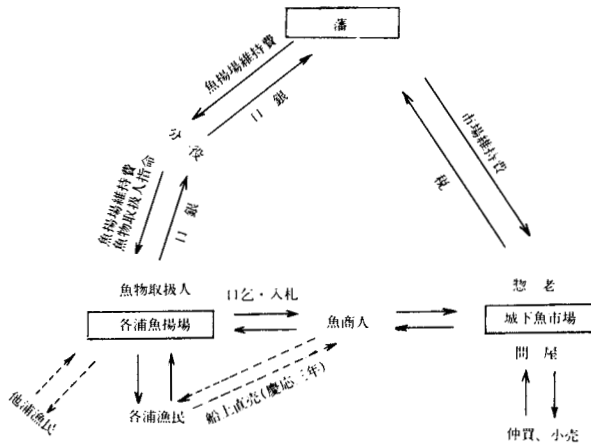 藩
魚揚場維持費
口銀
市場維持費
税
分役
魚揚場維持費
魚物取扱人指命
口銀
魚物取扱人
各浦魚揚場
口乞・入札
魚商人
惣老
城下魚市場
問屋
他浦漁民
各浦漁民
船上直売(慶応三年)
仲買、小売